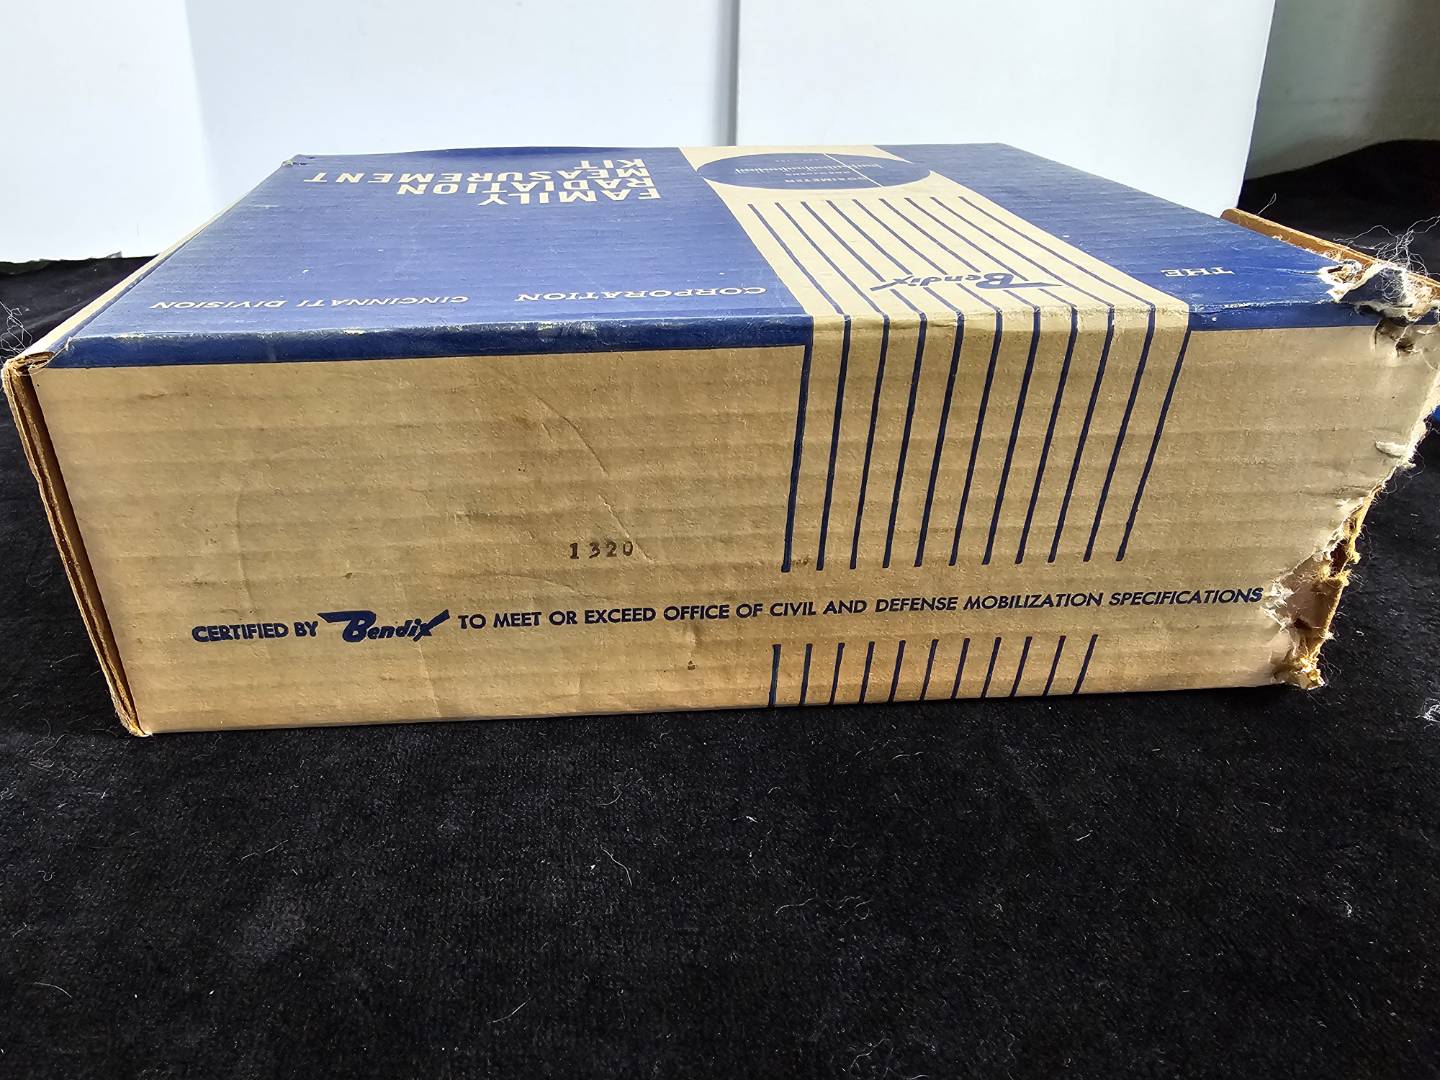 FAMILY
RADIATION
MEASUREMENT
KIT
DOSIMETER
THE Bendix CORPORATION CINCINNATI DIVISION
1320
CERTIFIED BY Bendix TO MEET OR EXCEED OFFICE OF CIVIL AND DEFENSE MOBILIZATION SPECIFICATIONS